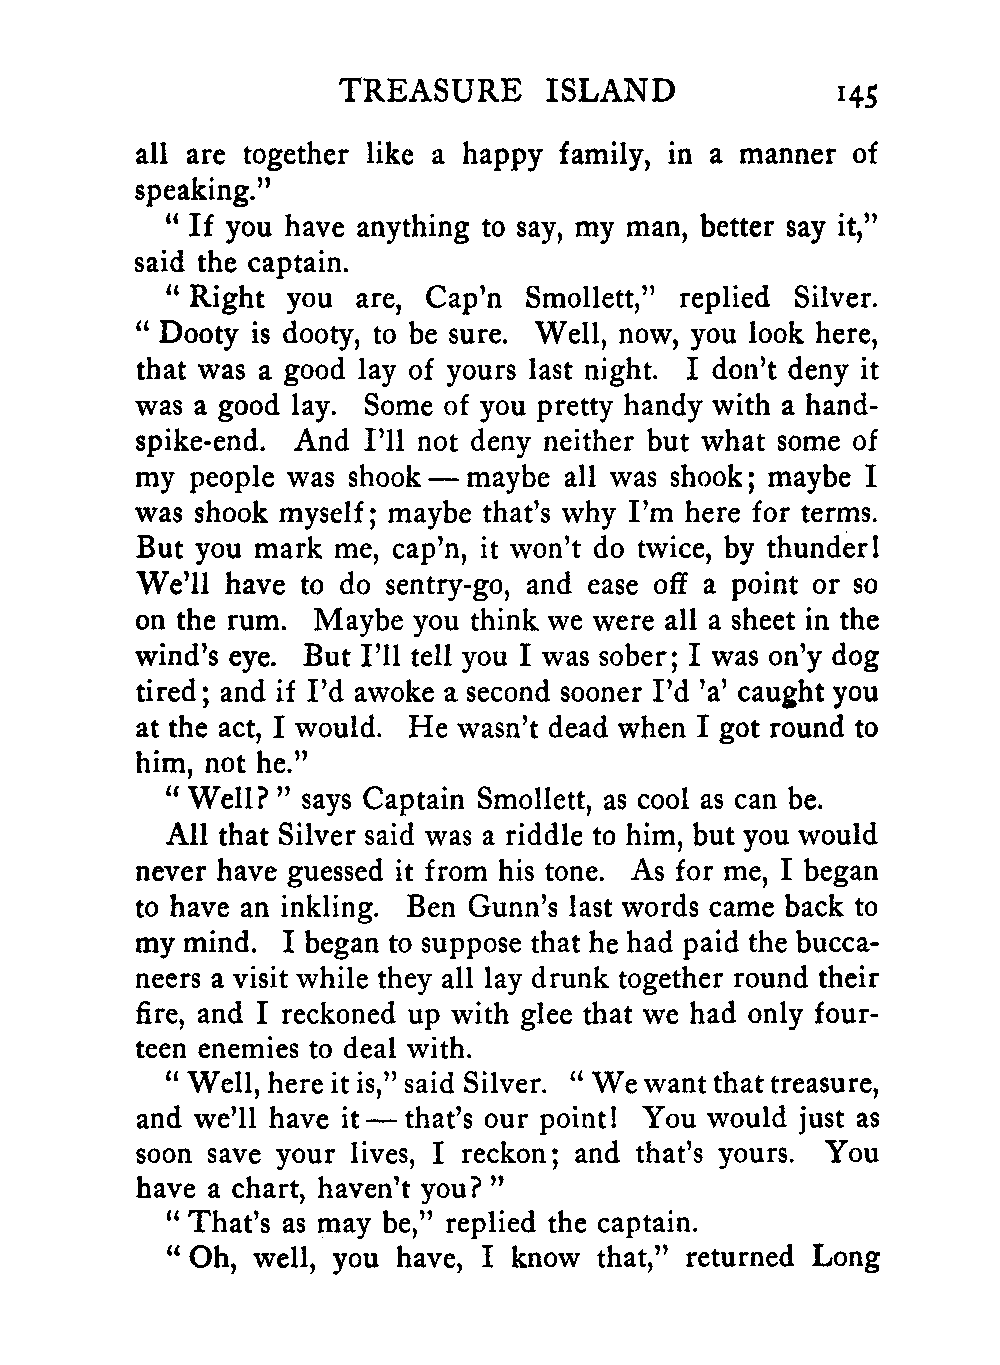 TREASURE ISLAND 145
all are together like a happy family, in a manner of
speaking."
" If you have anything to say, my man, better say it,"
said the captain.
" Right you are, Cap'n Smollett," replied Silver.
" Dooty is dooty, to be sure. Well, now, you look here,
that was a good lay of yours last night. I don't deny it
was a good lay. Some of you pretty handy with a hand-
spike-end. And I'll not deny neither but what some of
my people was shook — maybe all was shook; maybe I
was shook myself; maybe that's why I'm here for terms.
But you mark me, cap'n, it won't do twice, by thunder!
We'll have to do sentry-go, and ease off a point or so
on the rum. Maybe you think we were all a sheet in the
wind's eye. But I'll tell you I was sober; I was on'y dog
tired; and if I'd awoke a second sooner I'd 'a' caught you
at the act, I would. He wasn't dead when I got round to
him, not he."
" Well? " says Captain Smollett, as cool as can be.
All that Silver said was a riddle to him, but you would
never have guessed it from his tone. As for me, I began
to have an inkling. Ben Gunn's last words came back to
my mind. I began to suppose that he had paid the bucca-
neers a visit while they all lay drunk together round their
fire, and I reckoned up with glee that we had only four-
teen enemies to deal with.
" Well, here it is," said Silver. " We want that treasure,
and we'll have it — that's our point! You would just as
soon save your lives, I reckon; and that's yours. You
have a chart, haven't you? "
" That's as may be," replied the captain.
" Oh, well, you have, I know that," returned Long